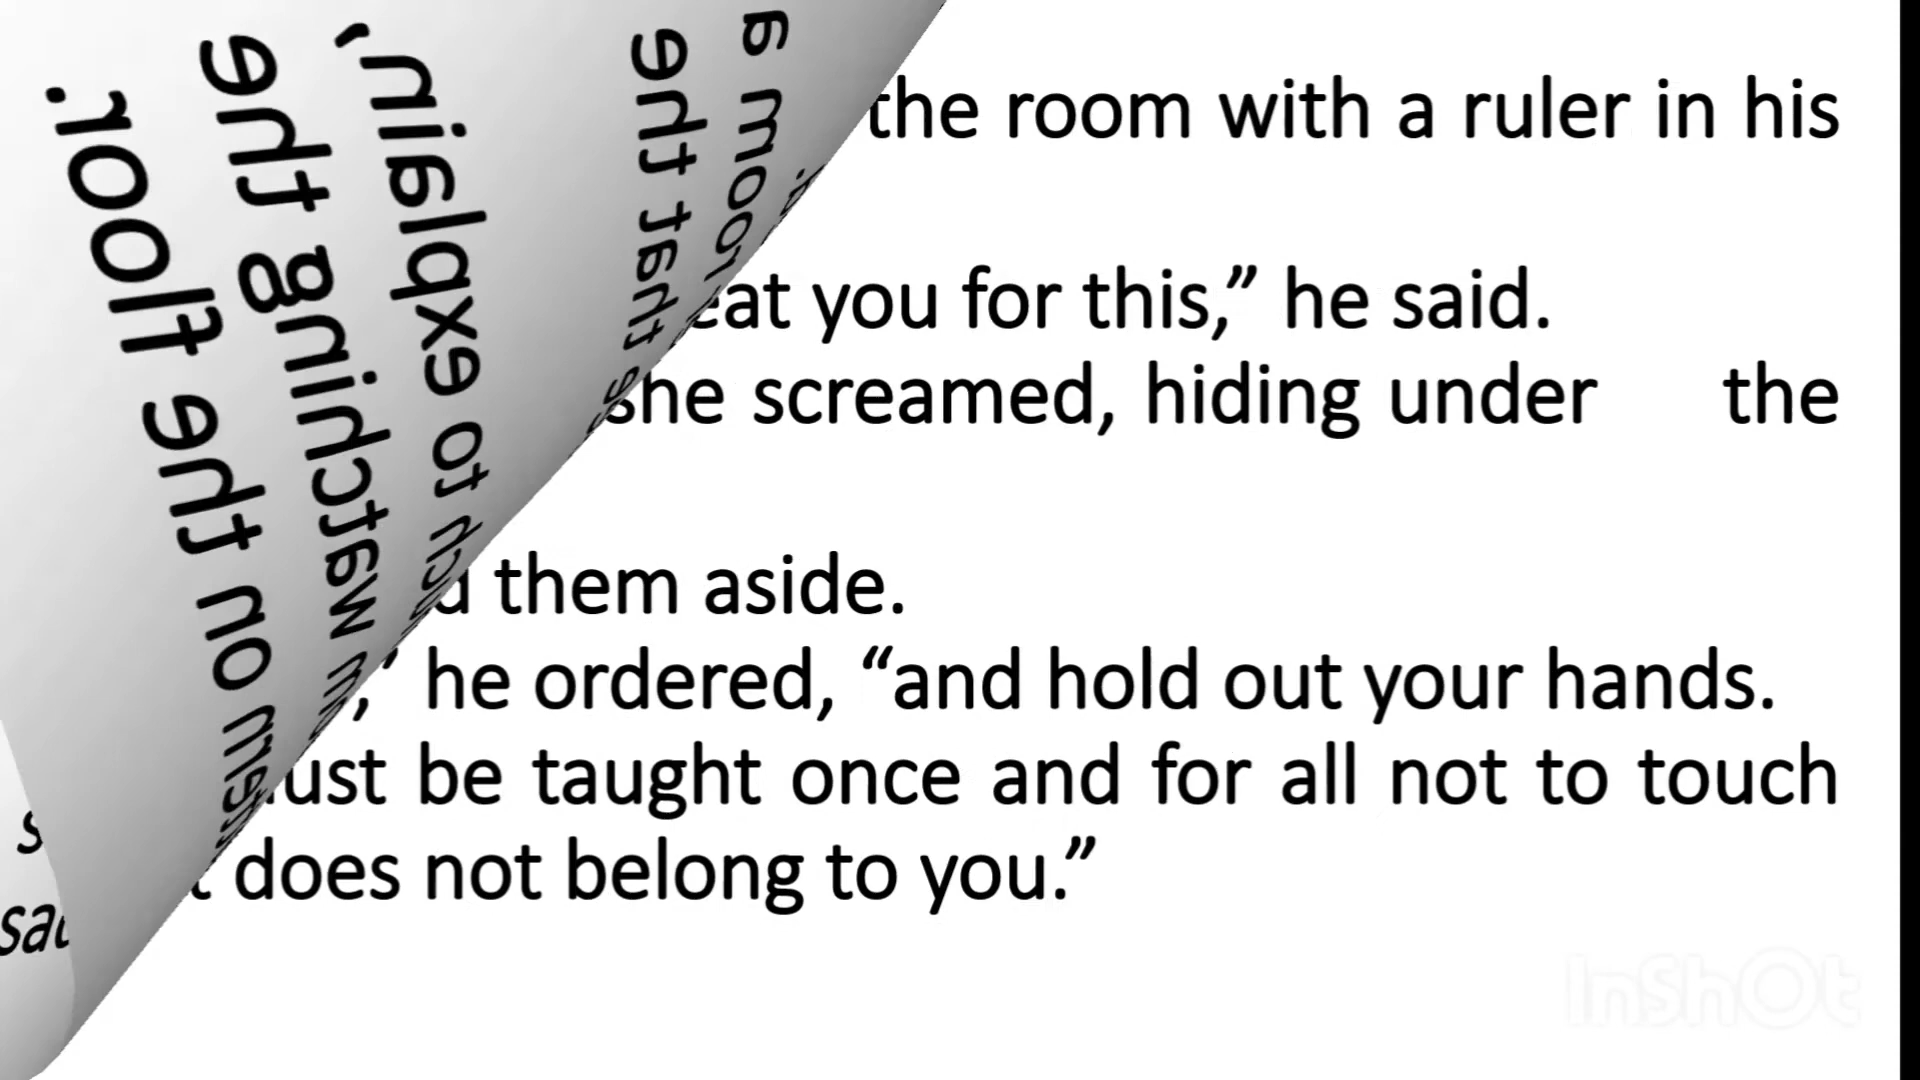 the room with a ruler in his
eat you for this,” he said.
she screamed, hiding under the
them aside.
he ordered, “and hold out your hands.
ust be taught once and for all not to touch
does not belong to you.”
a room
the that
explain, to
the watching
floor. the on
InShOt